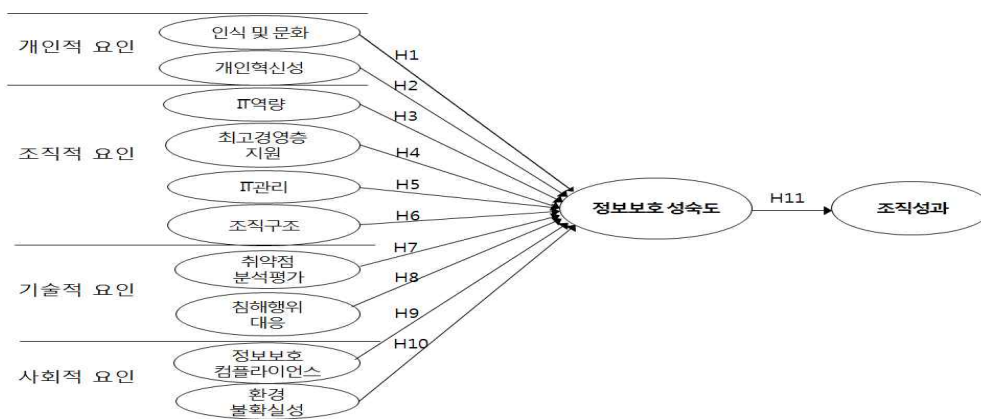 개인적 요인
인식 및 문화
개인혁신성
조직적 요인
IT역량
최고경영층
지원
IT관리
조직구조
기술적 요인
취약점
분석평가
침해행위
대응
사회적 요인
정보보호
컴플라이언스
환경
불확실성
H1
H2
H3
H4
H5
H6
H7
H8
H9
H10
정보보호 성숙도
H11
조직성과